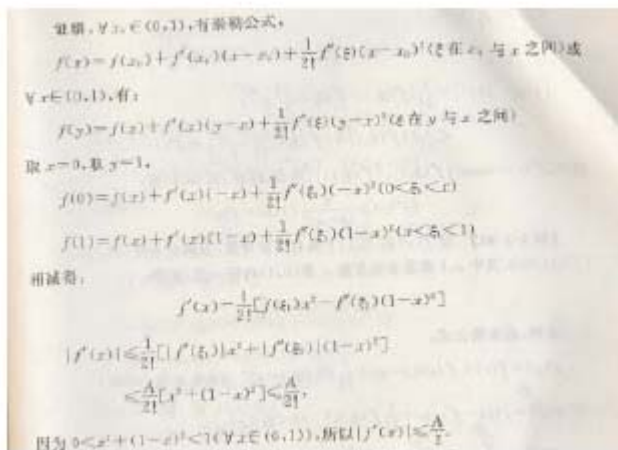 证明,∀x₀∈(0,1),有泰勒公式,
f(x)=f(x₀)+f′(x₀)(x-x₀)+1/2! f″(ξ)(x-x₀)²(ξ在x₀与x之间)或
∀x∈(0,1),有:
f(y)=f(x)+f′(x)(y-x)+1/2! f″(ξ)(y-x)²(ξ在y与x之间)
取x=0,取y=1,
f(0)=f(x)+f′(x)(-x)+1/2! f″(ξ₁)(-x)²(0<ξ₁<x)
f(1)=f(x)+f′(x)(1-x)+1/2! f″(ξ₂)(1-x)²(x<ξ₂<1)
相减得:
f′(x)=1/2![f(ξ₁)x²-f″(ξ₂)(1-x)²]
|f′(x)|≤1/2![|f″(ξ₁)|x²+|f″(ξ₂)|(1-x)²]
≤A/2![x²+(1-x)²]≤A/2!,
因为0<x²+(1-x)²<1(∀x∈(0,1)),所以|f′(x)|≤A/2.